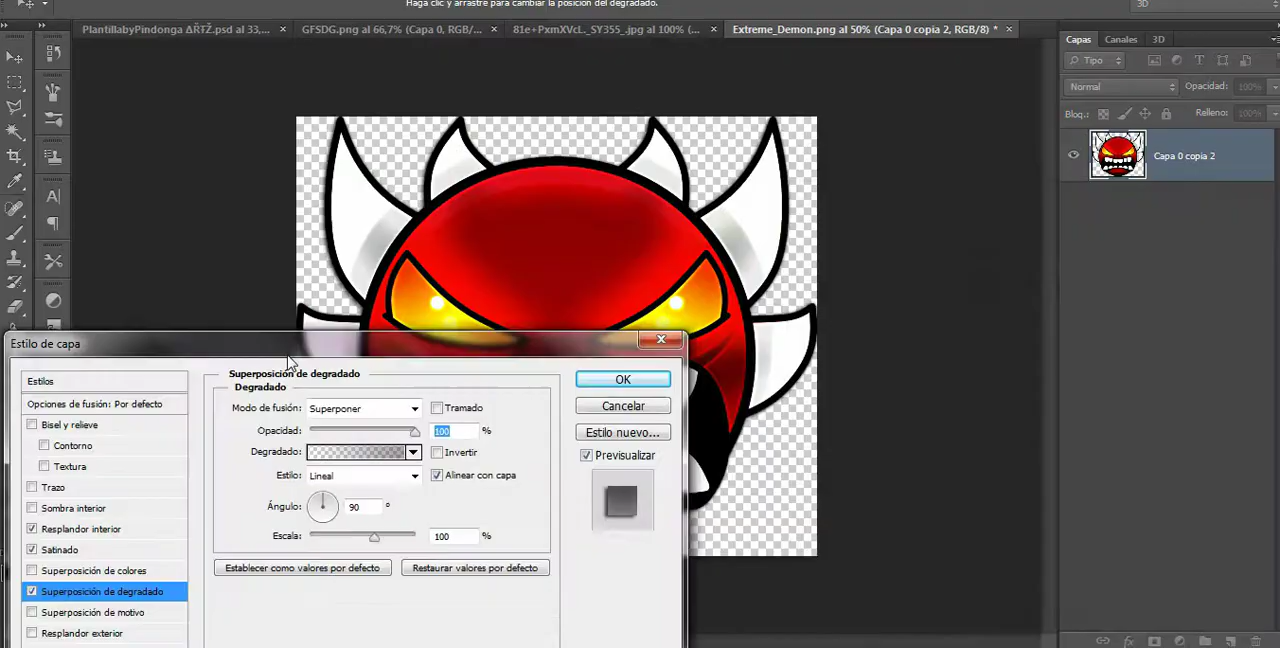 Haga clic y arrastre para cambiar la posición del degradado.
3D
PlantillabyPindonga ΔŘŤŽ.psd al 33,... × GFSDG.png al 66,7% (Capa 0, RGB/... × 81e+PxmXVcL._SY355_.jpg al 100% (... × Extreme_Demon.png al 50% (Capa 0 copia 2, RGB/8) * ×
Capas Canales 3D
Tipo
Normal Opacidad: 100%
Bloq.: Relleno: 100%
Capa 0 copia 2
Estilo de capa
Estilos
Opciones de fusión: Por defecto
Bisel y relieve
Contorno
Textura
Trazo
Sombra interior
Resplandor interior
Satinado
Superposición de colores
Superposición de degradado
Superposición de motivo
Resplandor exterior
Superposición de degradado
Degradado
Modo de fusión: Superponer Tramado
Opacidad: 100 %
Degradado: Invertir
Estilo: Lineal Alinear con capa
Ángulo: 90 °
Escala: 100 %
Establecer como valores por defecto Restaurar valores por defecto
OK
Cancelar
Estilo nuevo...
Previsualizar